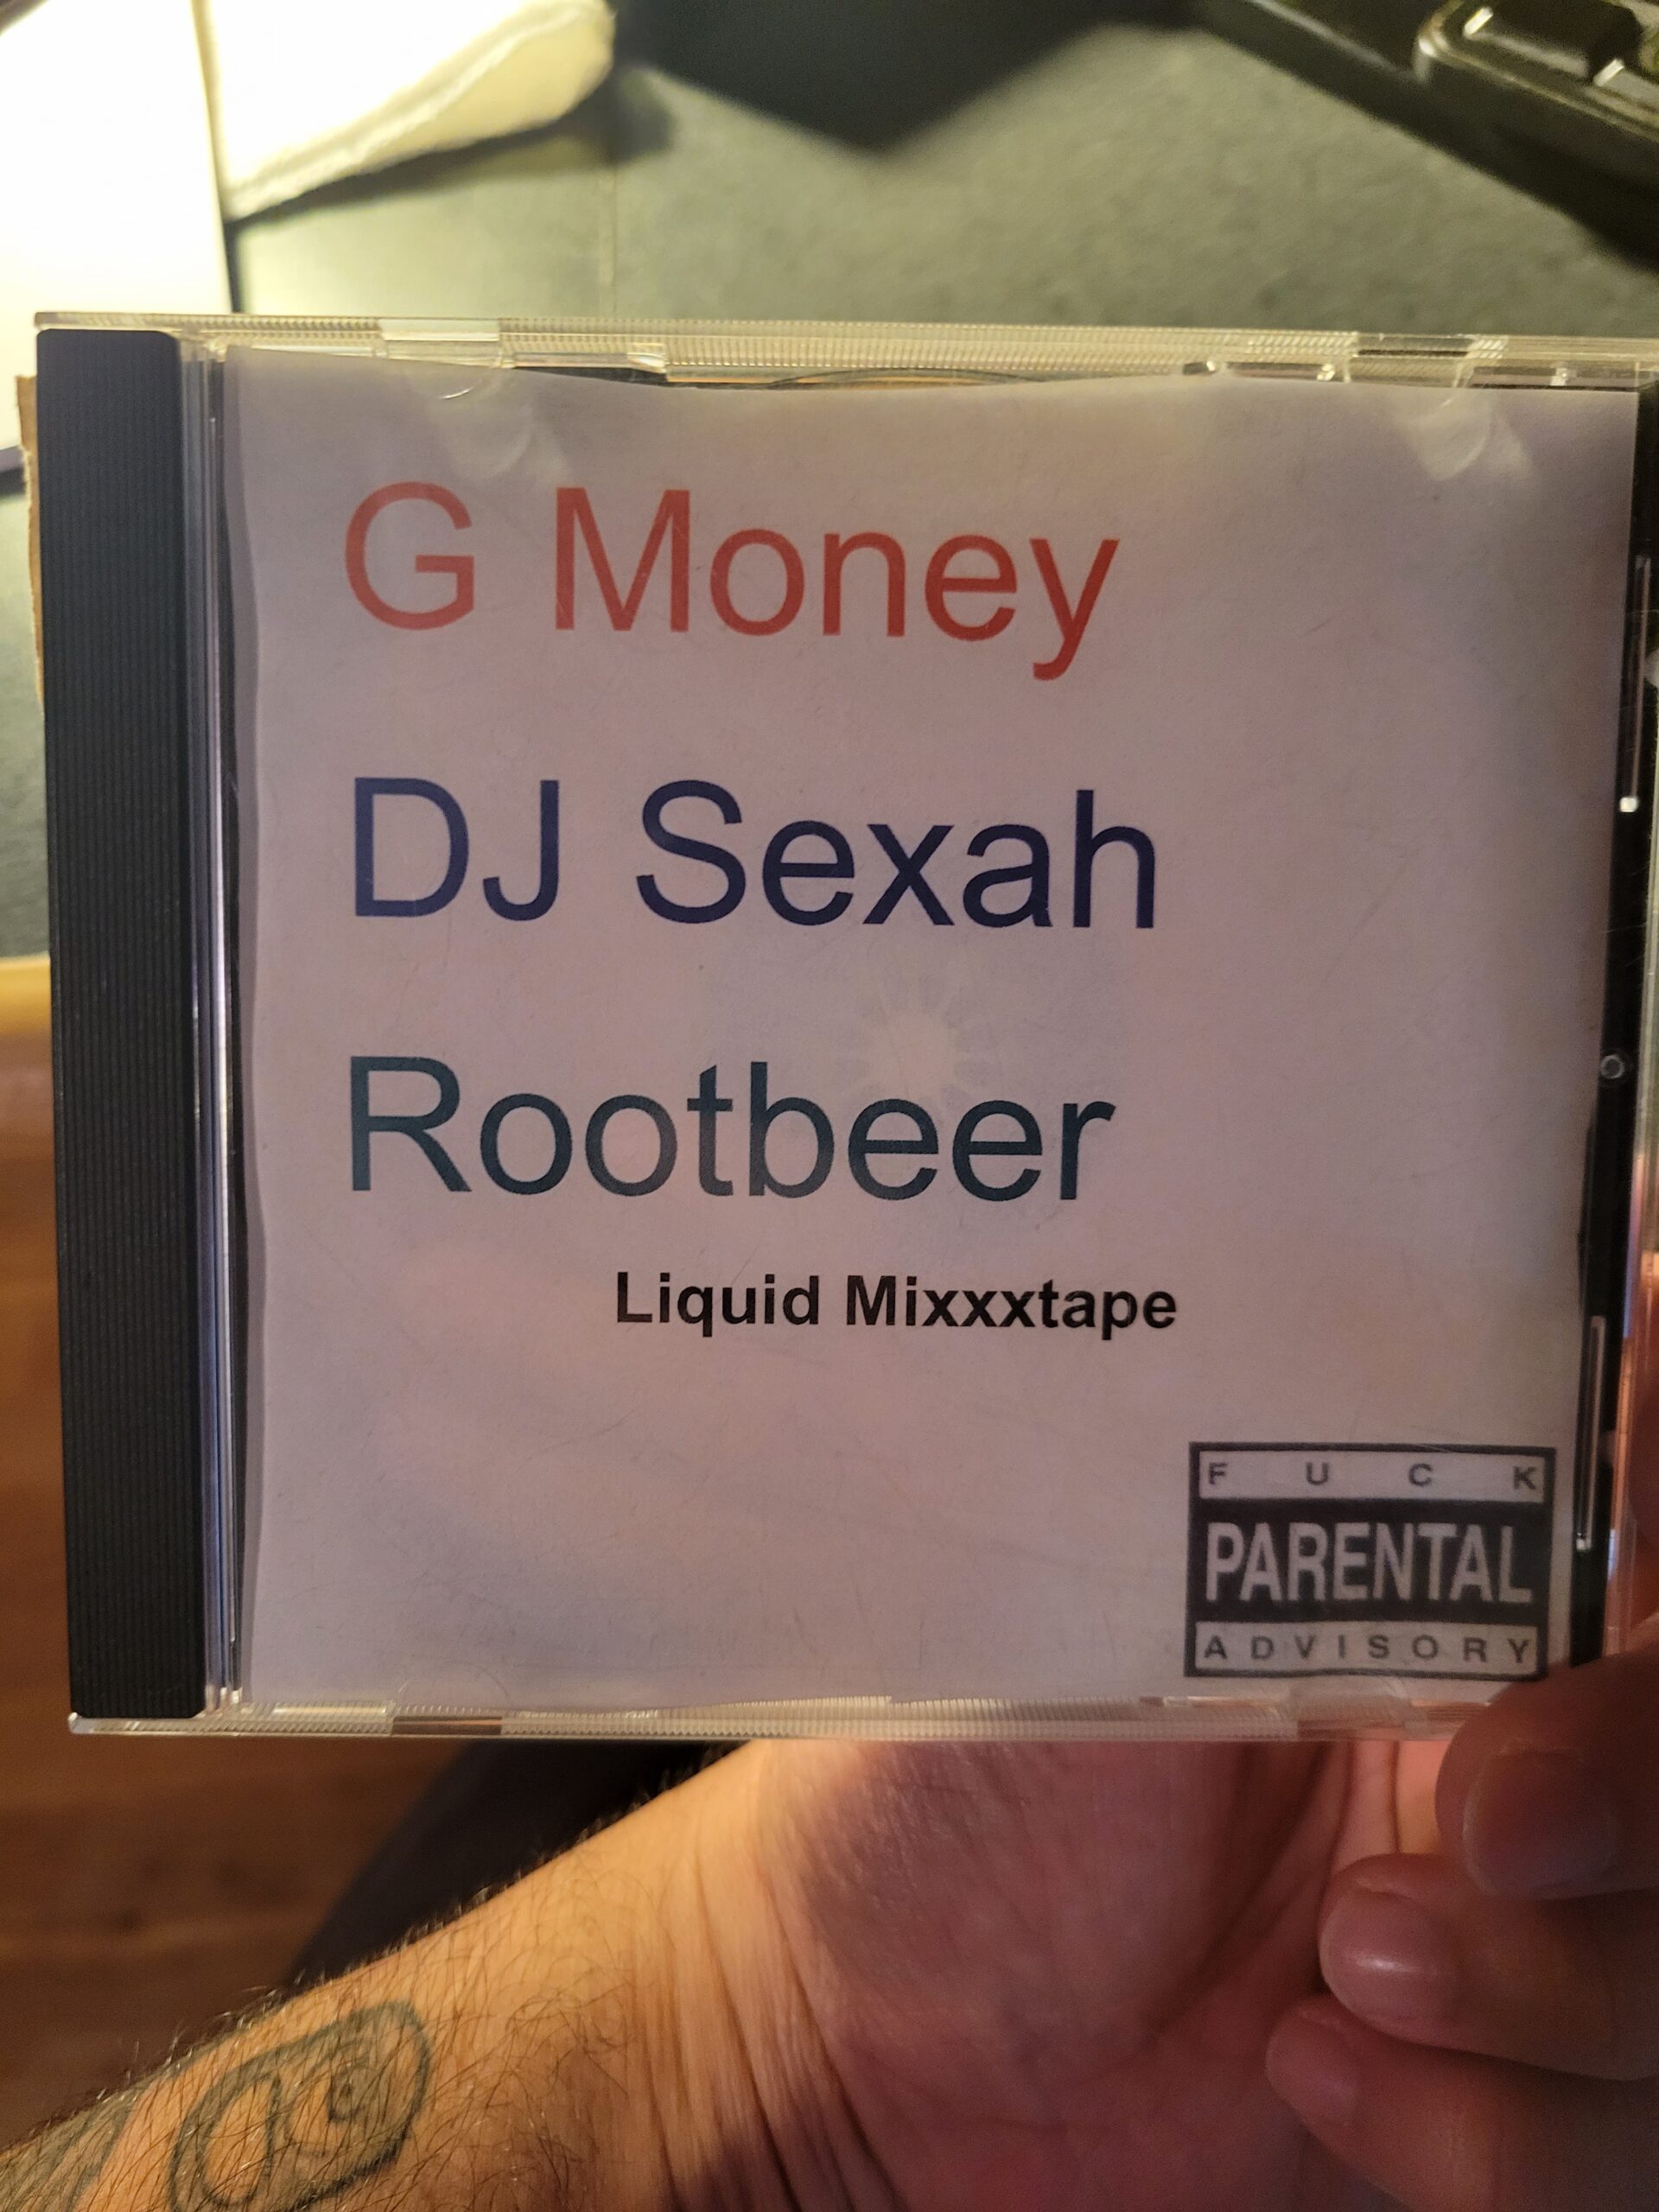 G Money
DJ Sexah
Rootbeer
Liquid Mixxxtape
FUCK
PARENTAL
ADVISORY